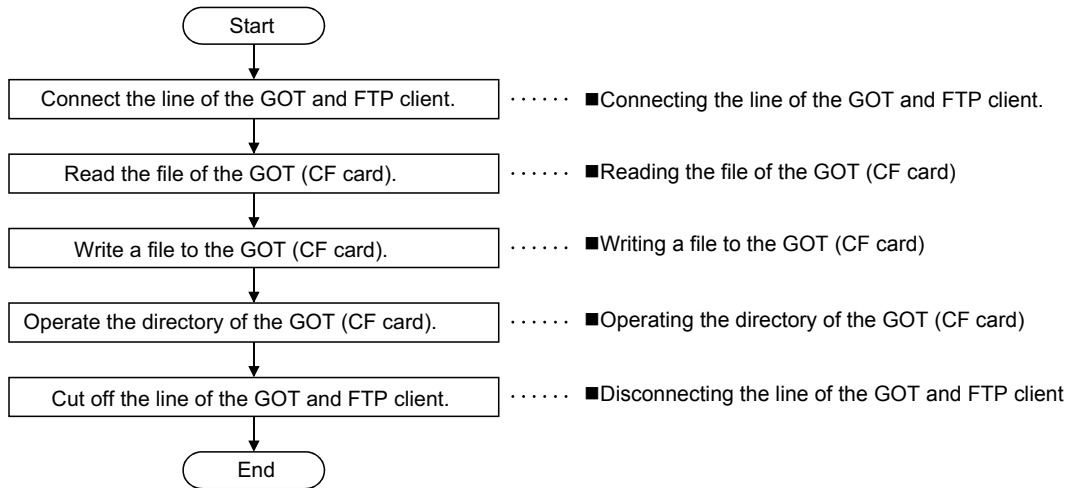 Start
Connect the line of the GOT and FTP client. ······ ■Connecting the line of the GOT and FTP client.
Read the file of the GOT (CF card). ······ ■Reading the file of the GOT (CF card)
Write a file to the GOT (CF card). ······ ■Writing a file to the GOT (CF card)
Operate the directory of the GOT (CF card). ······ ■Operating the directory of the GOT (CF card)
Cut off the line of the GOT and FTP client. ······ ■Disconnecting the line of the GOT and FTP client
End